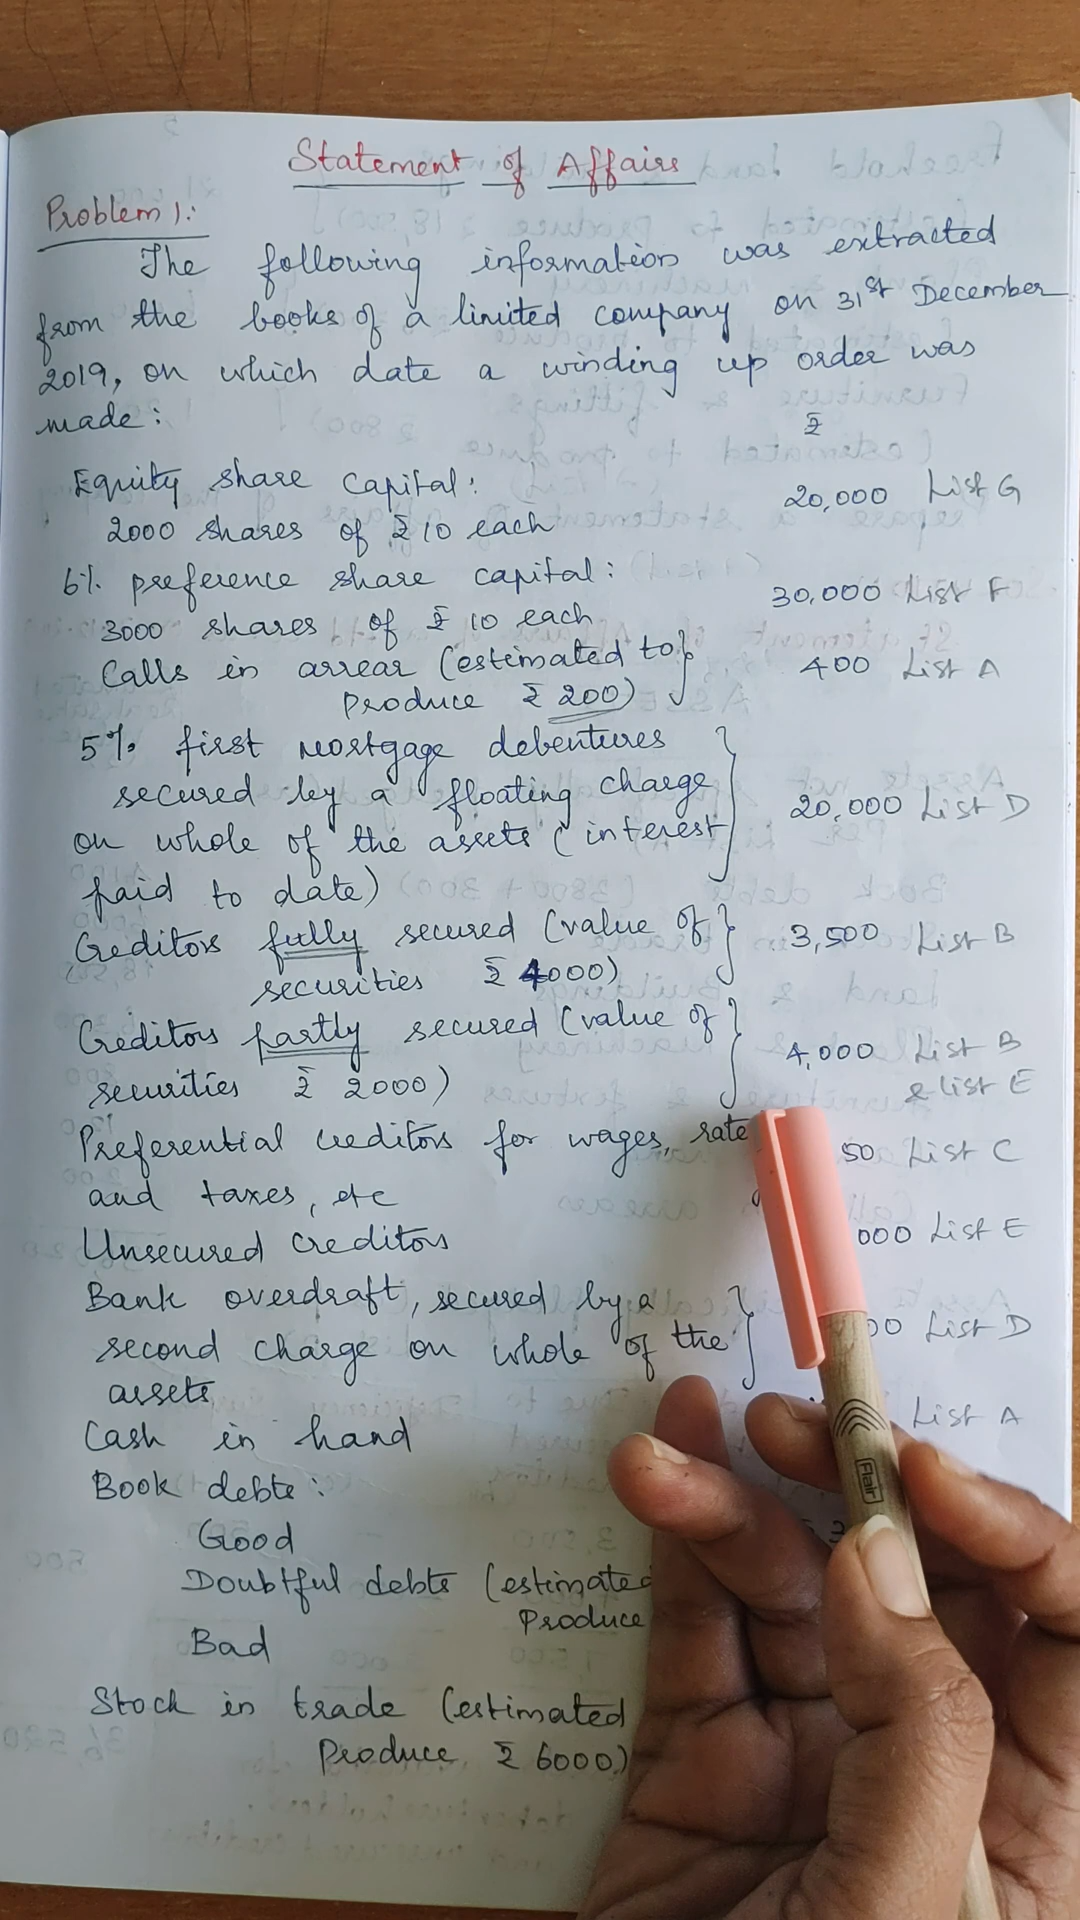 Statement of Affairs
Problem 1:
The following information was extracted
from the books of a limited company on 31st December
2019, on which date a winding up order was
made:
₹
Equity share capital:
2000 shares of ₹ 10 each 20,000 List G
6% preference share capital:
3000 shares of ₹ 10 each 30,000 List F
Calls in arrear (estimated to
produce ₹ 200) 400 List A
5% first mortgage debentures
secured by a floating charge
on whole of the assets (interest 20,000 List D
paid to date)
Creditors fully secured (value of
securities ₹ 4000) 3,500 List B
Creditors partly secured (value of
securities ₹ 2000) 4,000 List B
& List E
Preferential creditors for wages, rate
and taxes, etc 50 List C
Unsecured creditors 000 List E
Bank overdraft, secured by a
second charge on whole of the 00 List D
assets
Cash in hand List A
Book debts:
Good
Doubtful debts (estimated
produce
Bad
Stock in trade (estimated
Produce ₹ 6000)
Flair